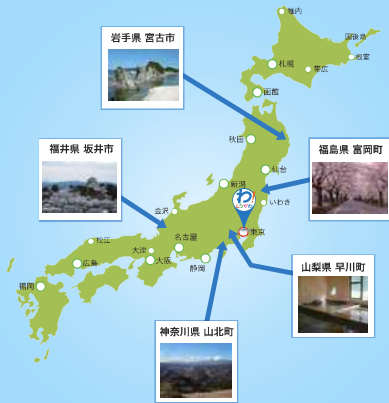 稚内
国後島
根室
札幌
帯広
函館
岩手県 宮古市
秋田
仙台
福島県 富岡町
福井県 坂井市
新潟
わ!
いわき
金沢
東京
松江
大津
名古屋
広島
大阪
静岡
福岡
山梨県 早川町
神奈川県 山北町